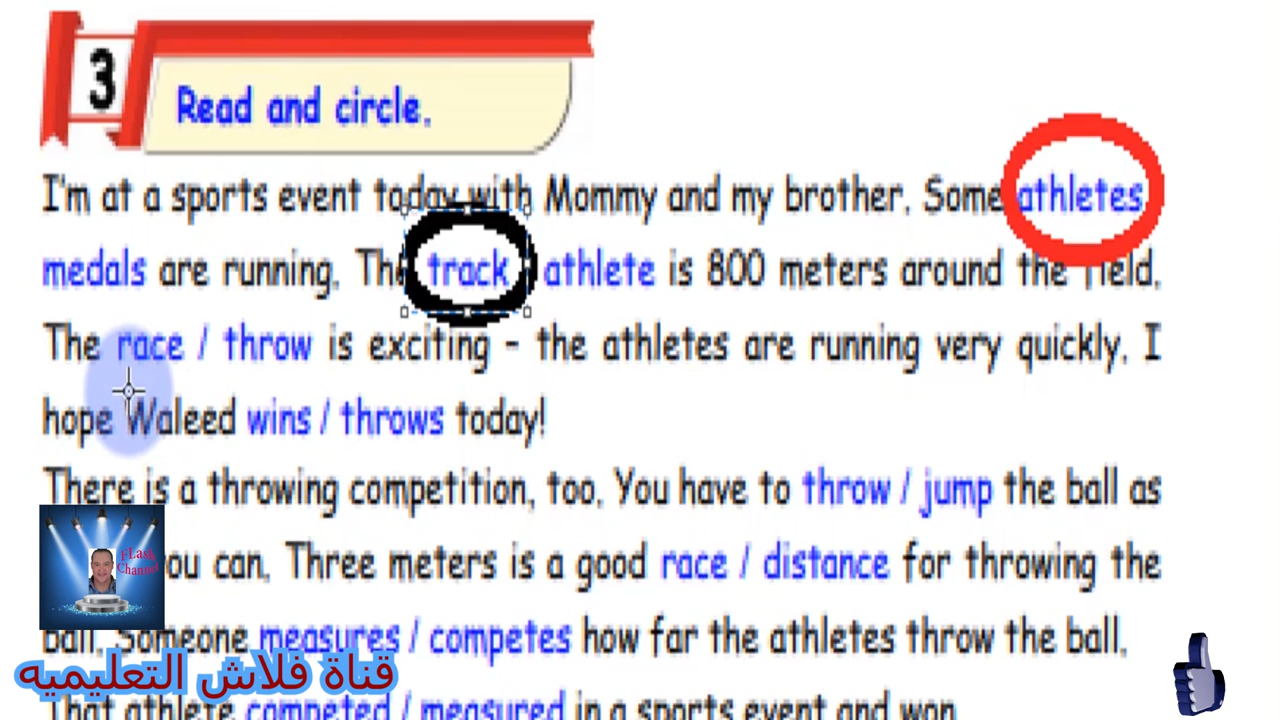 3
Read and circle.
I'm at a sports event today with Mommy and my brother. Some athletes
medals are running. The track athlete is 800 meters around the field.
The race / throw is exciting - the athletes are running very quickly. I
hope Waleed wins / throws today!
There is a throwing competition, too. You have to throw / jump the ball as
you can. Three meters is a good race / distance for throwing the
ball. Someone measures / competes how far the athletes throw the ball.
That athlete competed / measured in a sports event and won
FLash
Channel
قناة فلاش التعليميه